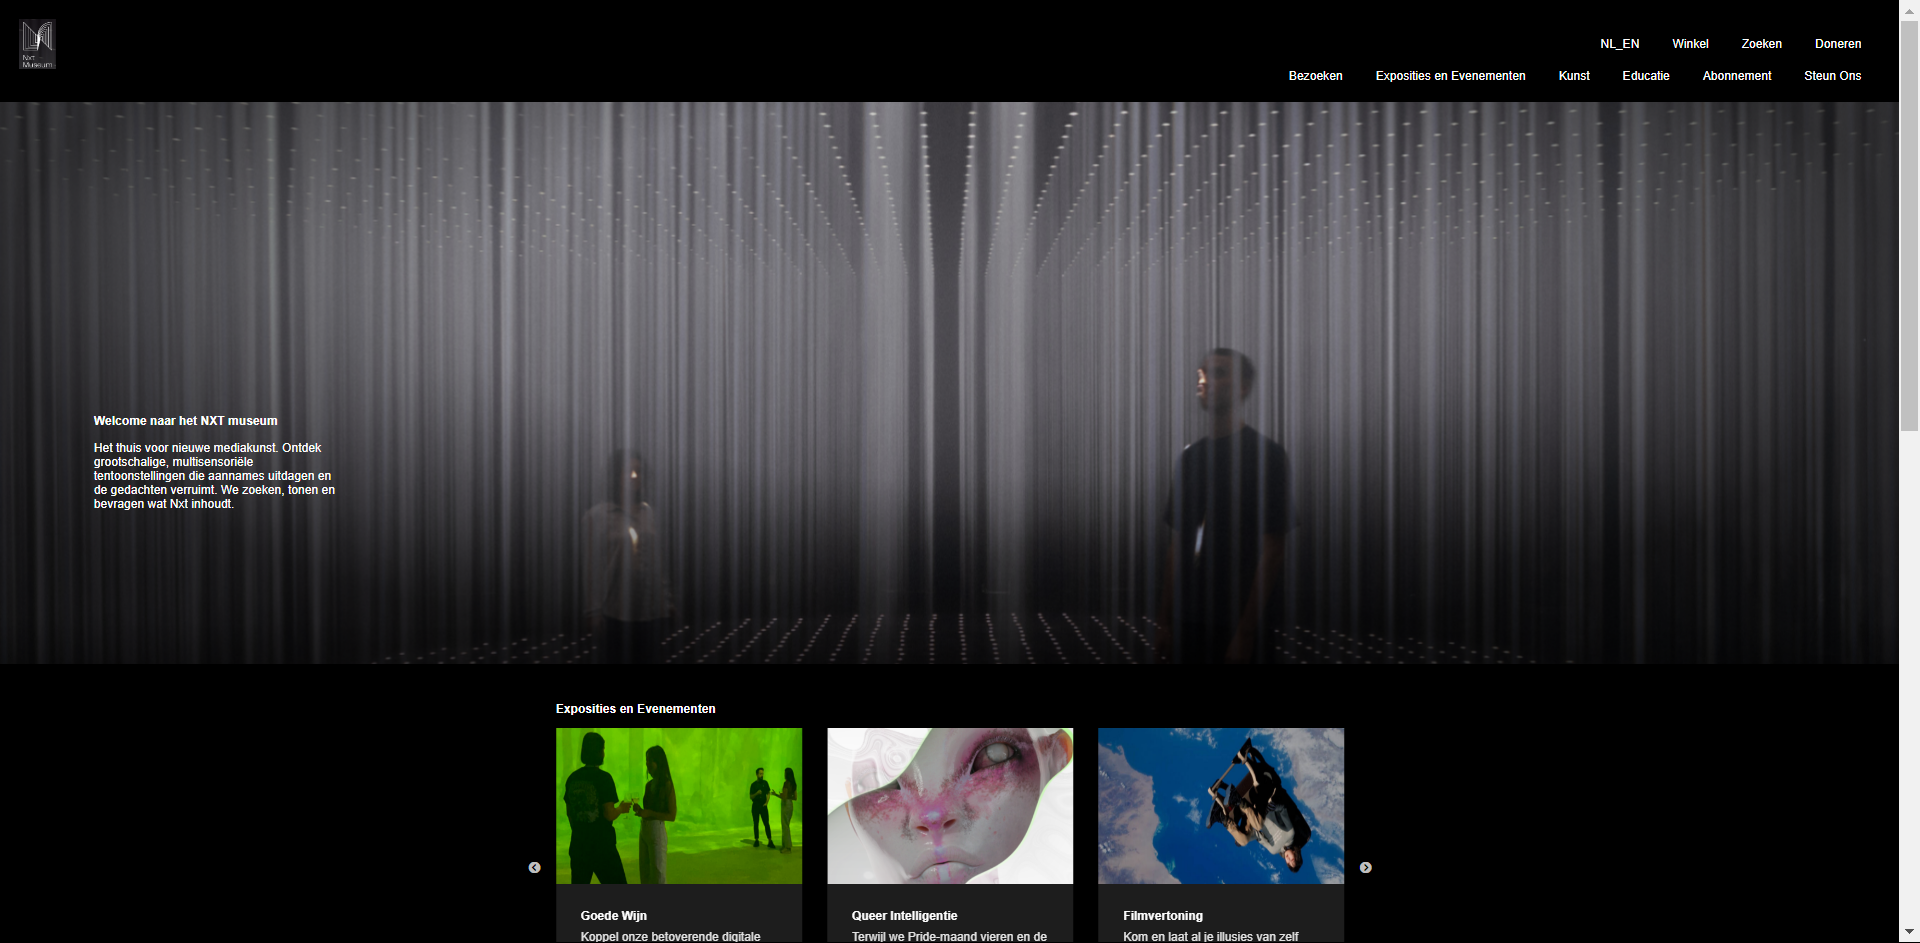 Nxt
Museum
NL_EN Winkel Zoeken Doneren
Bezoeken Exposities en Evenementen Kunst Educatie Abonnement Steun Ons
Welcome naar het NXT museum
Het thuis voor nieuwe mediakunst. Ontdek
grootschalige, multisensoriële
tentoonstellingen die aannames uitdagen en
de gedachten verruimt. We zoeken, tonen en
bevragen wat Nxt inhoudt.
Exposities en Evenementen
Goede Wijn
Koppel onze betoverende digitale
Queer Intelligentie
Terwijl we Pride-maand vieren en de
Filmvertoning
Kom en laat al je illusies van zelf